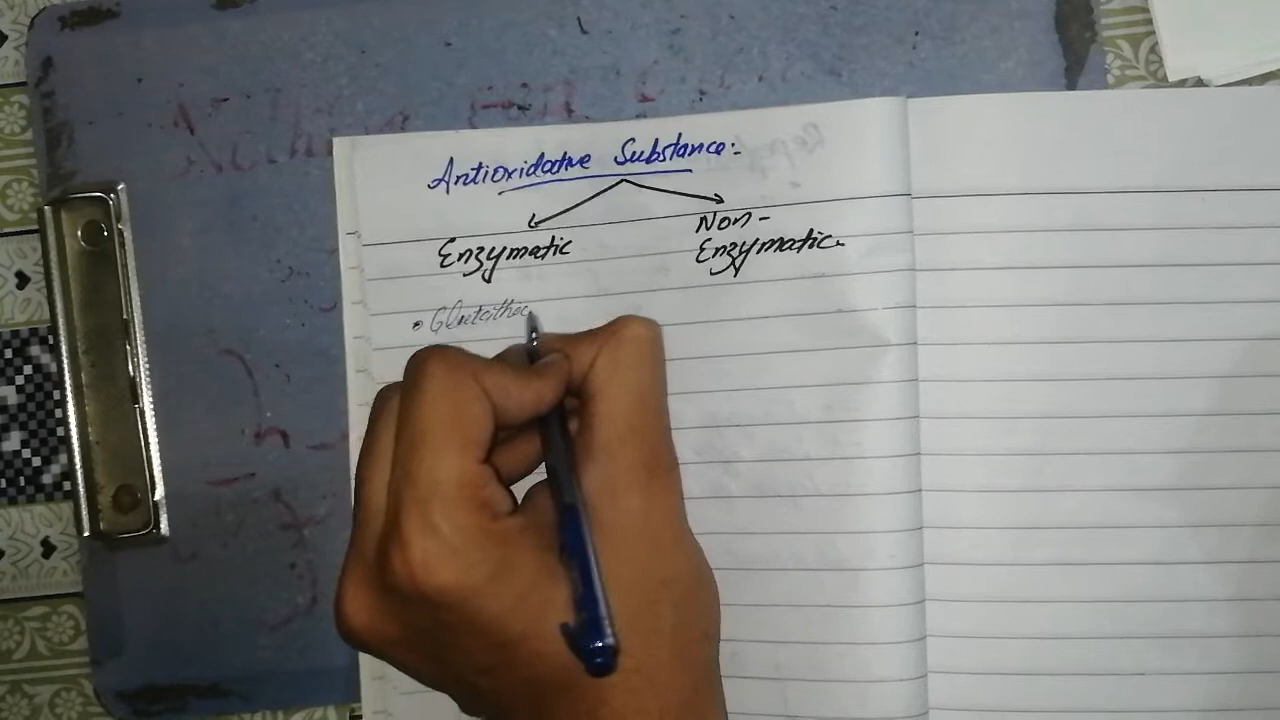 Antioxidative Substance:-
Enzymatic
Non-
Enzymatic.
• Glutathio